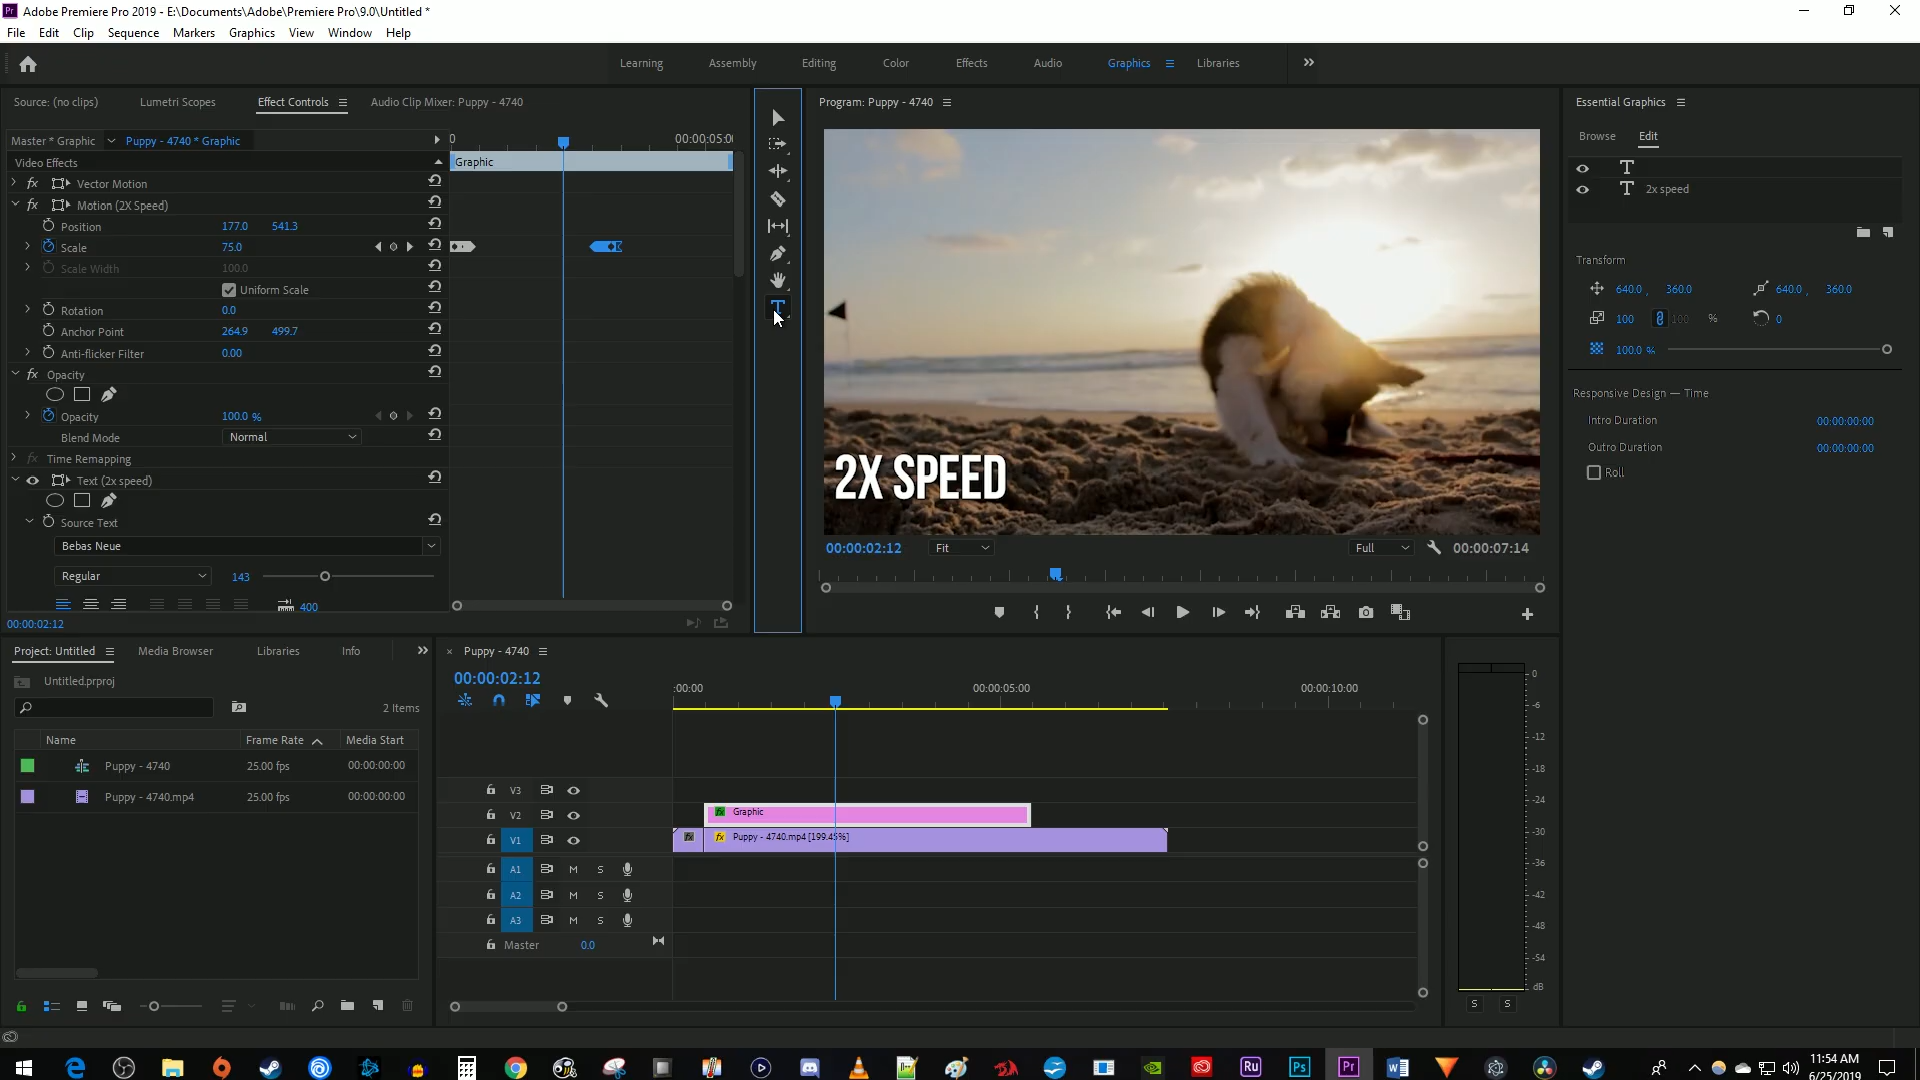 Adobe Premiere Pro 2019 - E:\Documents\Adobe\Premiere Pro\9.0\Untitled *
File Edit Clip Sequence Markers Graphics View Window Help
Learning Assembly Editing Color Effects Audio Graphics Libraries
Source: (no clips) Lumetri Scopes Effect Controls Audio Clip Mixer: Puppy - 4740
Master * Graphic Puppy - 4740 * Graphic
00:00:05:0
Video Effects
Graphic
Vector Motion
Motion (2X Speed)
Position 177.0 541.3
Scale 75.0
Scale Width 100.0
Uniform Scale
Rotation 0.0
Anchor Point 264.9 499.7
Anti-flicker Filter 0.00
Opacity
Opacity 100.0 %
Blend Mode Normal
Time Remapping
Text (2x speed)
Source Text
Bebas Neue
Regular 143
400
00:00:02:12
Program: Puppy - 4740
2X SPEED
00:00:02:12 Fit Full 00:00:07:14
Essential Graphics
Browse Edit
2x speed
Transform
640.0 , 360.0 640.0 , 360.0
100 100 % 0
100.0 %
Responsive Design — Time
Intro Duration 00:00:00:00
Outro Duration 00:00:00:00
Roll
Project: Untitled Media Browser Libraries Info
Untitled.prproj
2 Items
Name Frame Rate Media Start
Puppy - 4740 25.00 fps 00:00:00:00
Puppy - 4740.mp4 25.00 fps 00:00:00:00
Puppy - 4740
00:00:02:12
:00:00 00:00:05:00 00:00:10:00
V3
V2 Graphic
V1 Puppy - 4740.mp4 [199.45%]
A1 M S
A2 M S
A3 M S
Master 0.0
0
-6
-12
-18
-24
-30
-36
-42
-48
-54
dB
S S
Ru Ps Pr
11:54 AM
6/25/2019